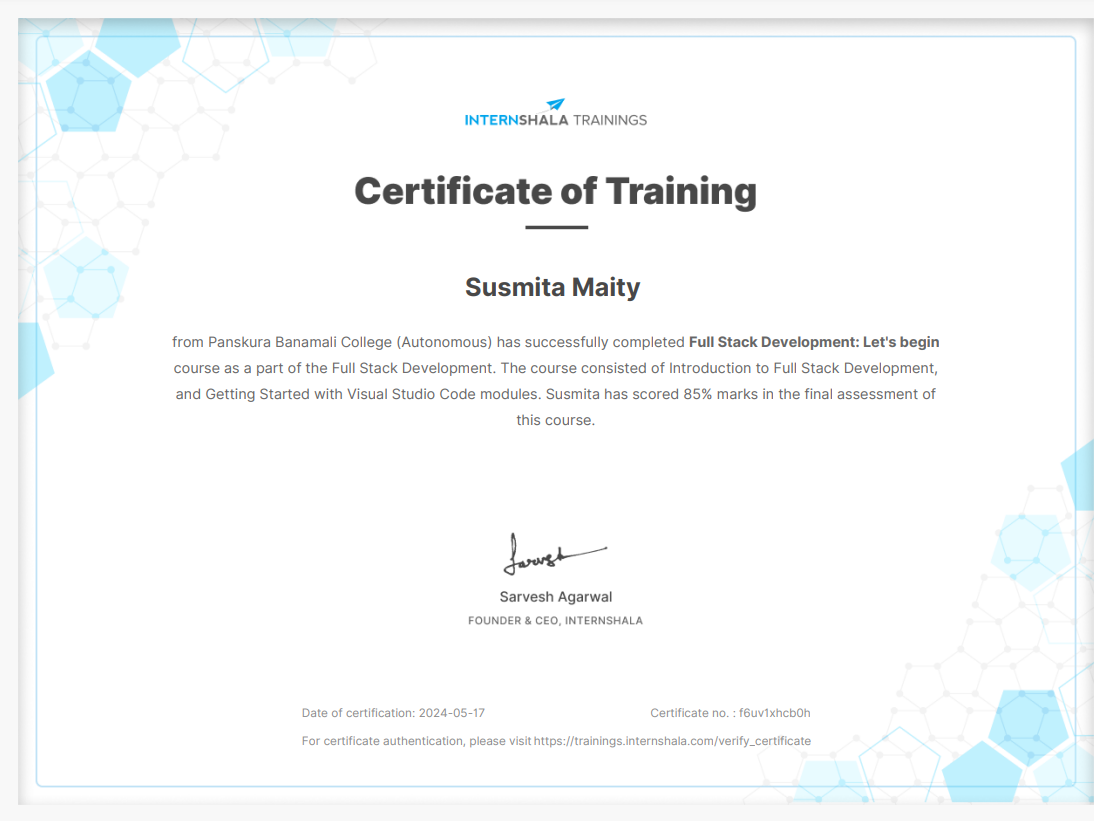 INTERNSHALA TRAININGS
Certificate of Training
Susmita Maity
from Panskura Banamali College (Autonomous) has successfully completed Full Stack Development: Let's begin
course as a part of the Full Stack Development. The course consisted of Introduction to Full Stack Development,
and Getting Started with Visual Studio Code modules. Susmita has scored 85% marks in the final assessment of
this course.
Sarvesh
Sarvesh Agarwal
FOUNDER & CEO, INTERNSHALA
Date of certification: 2024-05-17 Certificate no. : f6uv1xhcb0h
For certificate authentication, please visit https://trainings.internshala.com/verify_certificate